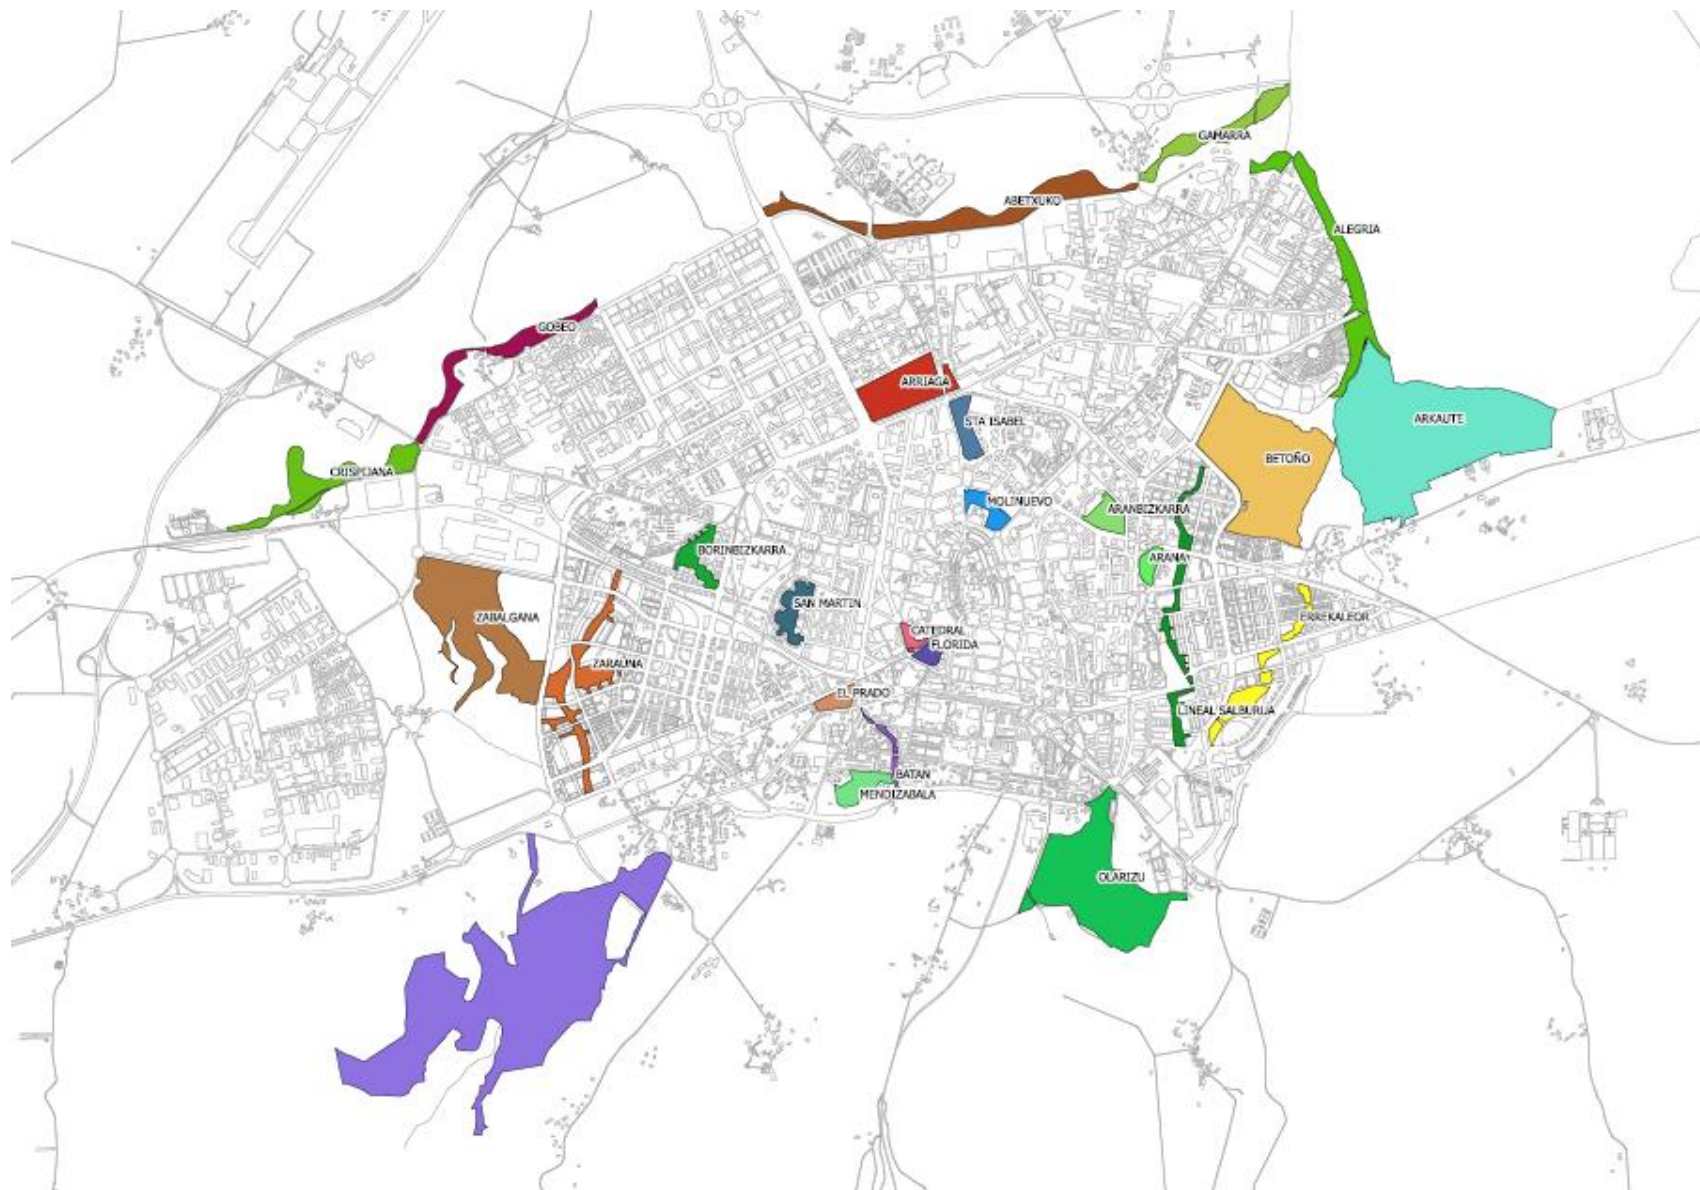 GAMARRA
ABETXUKO
ALEGRIA
GOBEO
ARRIAGA
ARKAUTE
STA ISABEL
BETOÑO
CRISPIJANA
MOLINUEVO
ARANBIZKARRA
BORINBIZKARRA
ARANA
SAN MARTIN
ZABALGANA
ERREKALEOR
CATEDRAL
FLORIDA
ZARAUNA
EL PRADO
LINEAL SALBURUA
BATAN
MENDIZABALA
OLARIZU